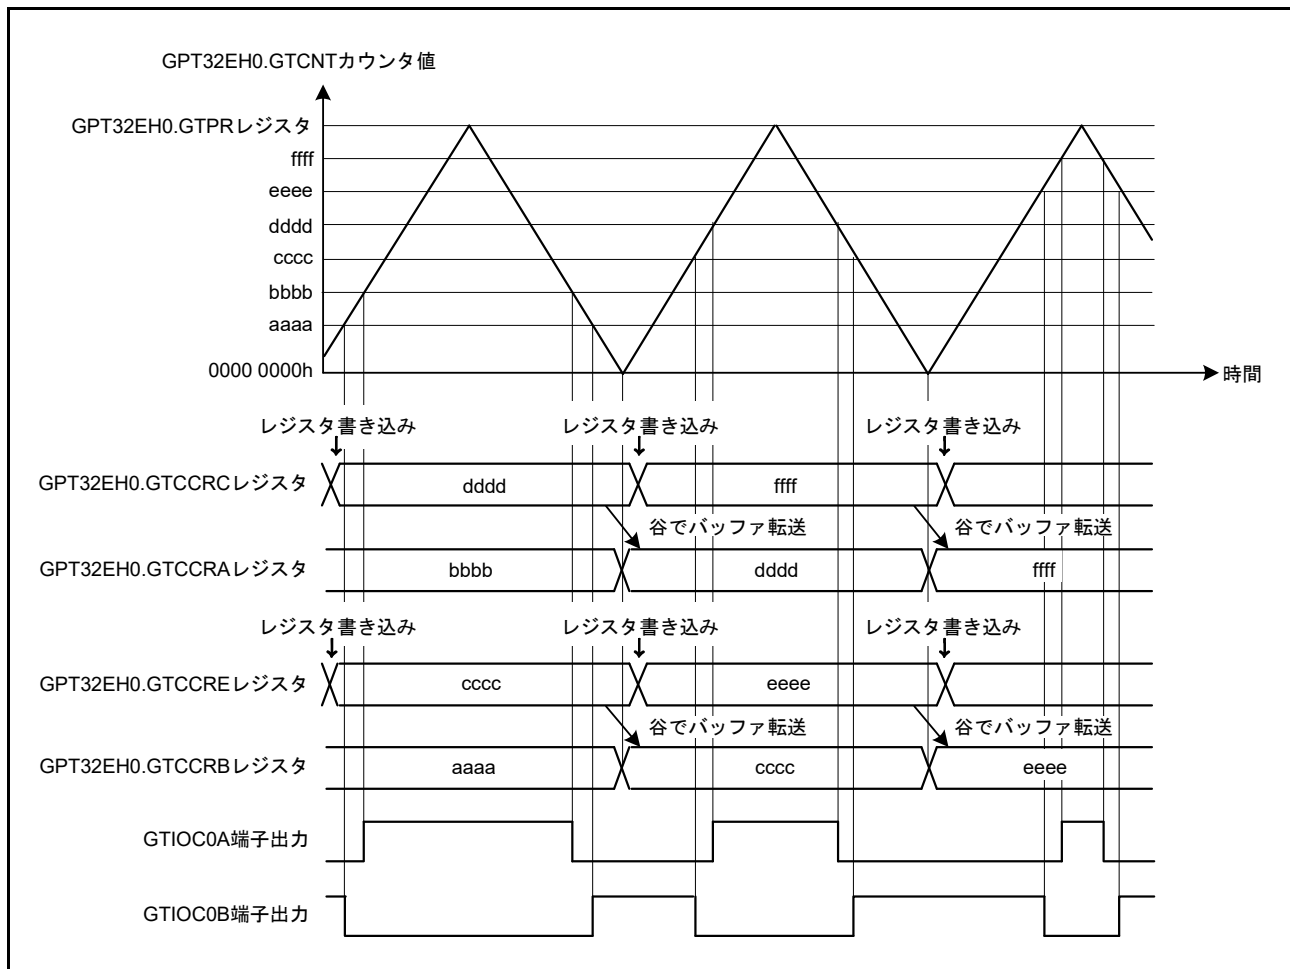 GPT32EH0.GTCNTカウンタ値
GPT32EH0.GTPRレジスタ
ffff
eeee
dddd
cccc
bbbb
aaaa
0000 0000h
時間
レジスタ書き込み レジスタ書き込み レジスタ書き込み
GPT32EH0.GTCCRCレジスタ dddd ffff
谷でバッファ転送 谷でバッファ転送
GPT32EH0.GTCCRAレジスタ bbbb dddd ffff
レジスタ書き込み レジスタ書き込み レジスタ書き込み
GPT32EH0.GTCCREレジスタ cccc eeee
谷でバッファ転送 谷でバッファ転送
GPT32EH0.GTCCRBレジスタ aaaa cccc eeee
GTIOC0A端子出力
GTIOC0B端子出力